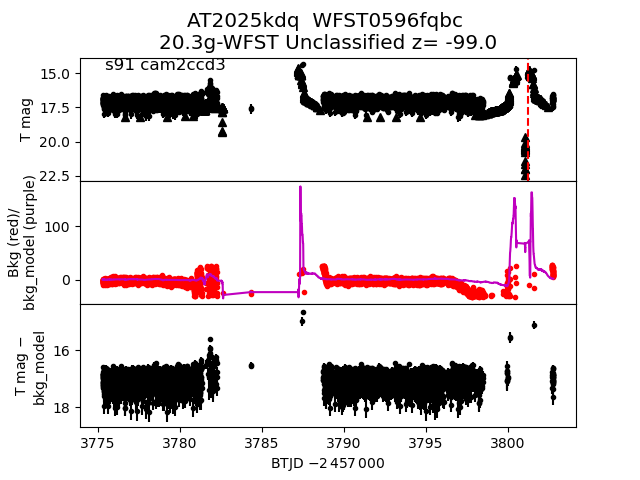 AT2025kdq  WFST0596fqbc
20.3g-WFST Unclassified z= -99.0
s91 cam2ccd3
T mag
15.0
17.5
20.0
22.5
Bkg (red)/
bkg_model (purple)
100
0
T mag −
bkg_model
16
18
3775 3780 3785 3790 3795 3800
BTJD −2 457 000